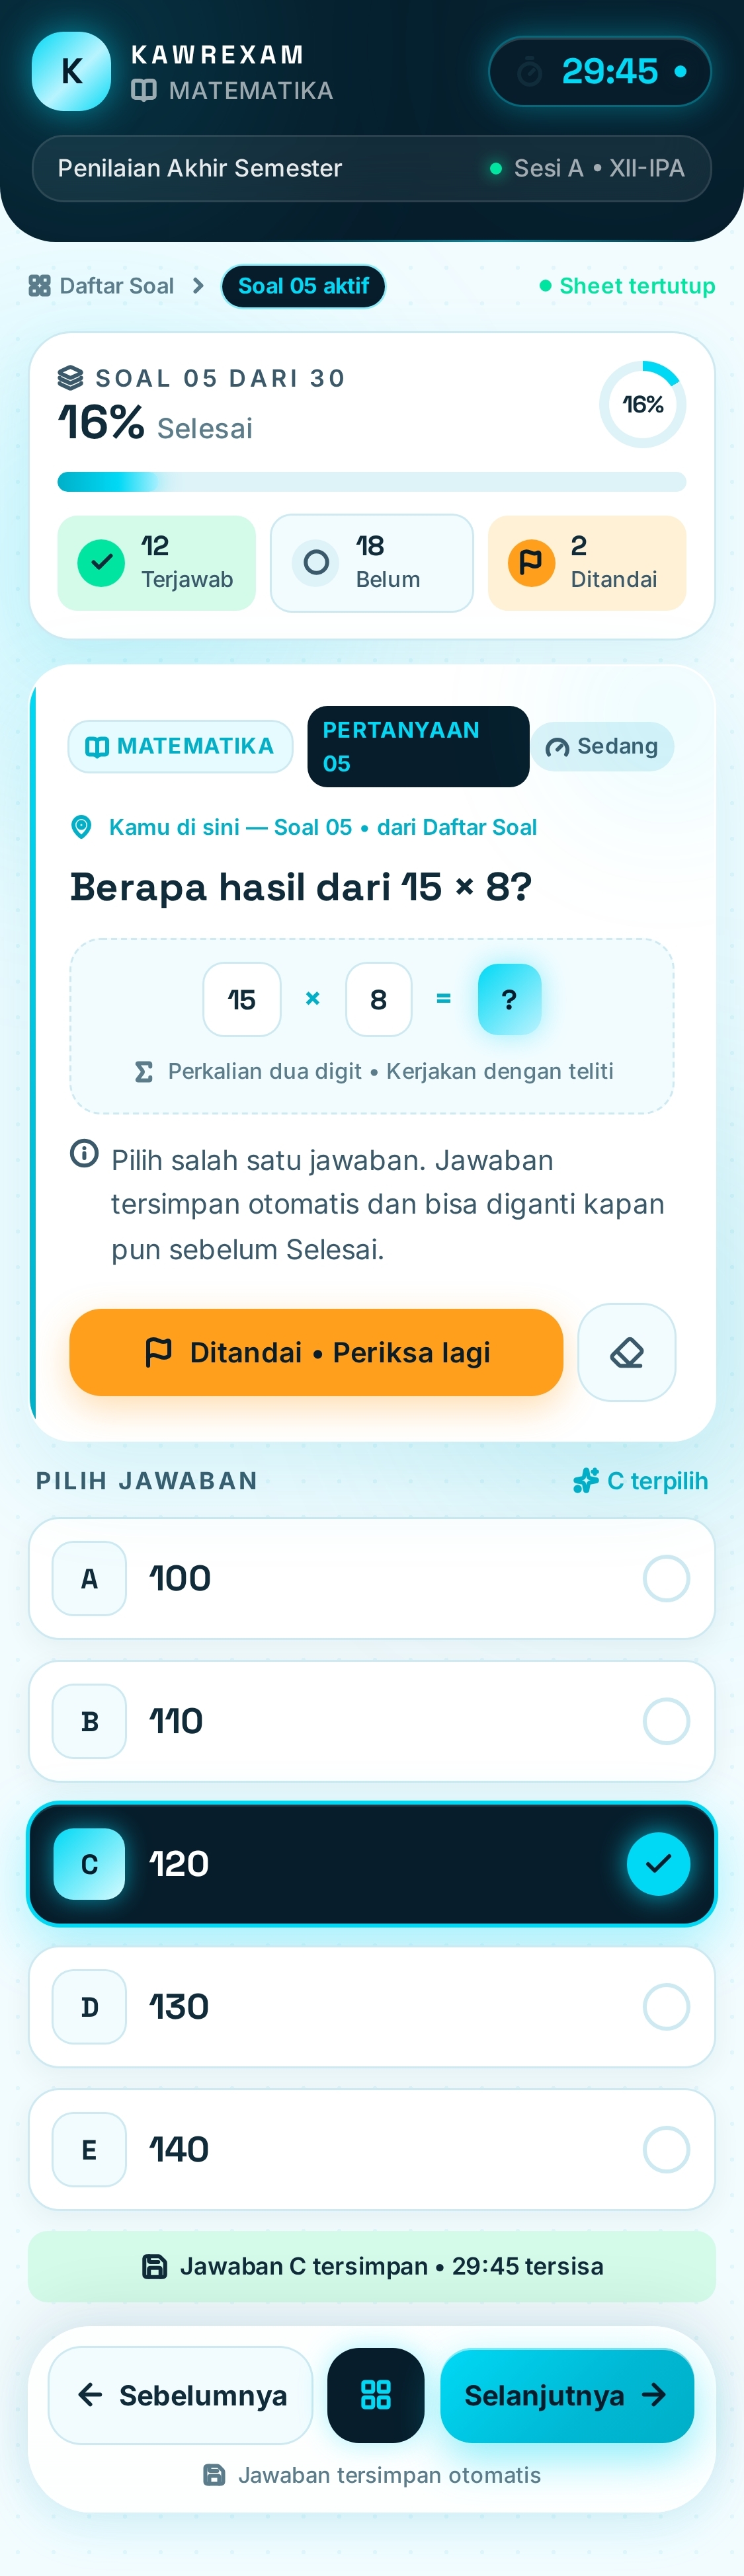 K
KAWREXAM
MATEMATIKA
29:45
Penilaian Akhir Semester
Sesi A • XII-IPA
Daftar Soal
Soal 05 aktif
Sheet tertutup
SOAL 05 DARI 30
16% Selesai
16%
12
Terjawab
18
Belum
2
Ditandai
MATEMATIKA
PERTANYAAN
05
Sedang
Kamu di sini — Soal 05 • dari Daftar Soal
Berapa hasil dari 15 × 8?
15 × 8 = ?
Perkalian dua digit • Kerjakan dengan teliti
Pilih salah satu jawaban. Jawaban
tersimpan otomatis dan bisa diganti kapan
pun sebelum Selesai.
Ditandai • Periksa lagi
PILIH JAWABAN
C terpilih
A 100
B 110
C 120
D 130
E 140
Jawaban C tersimpan • 29:45 tersisa
Sebelumnya
Selanjutnya
Jawaban tersimpan otomatis